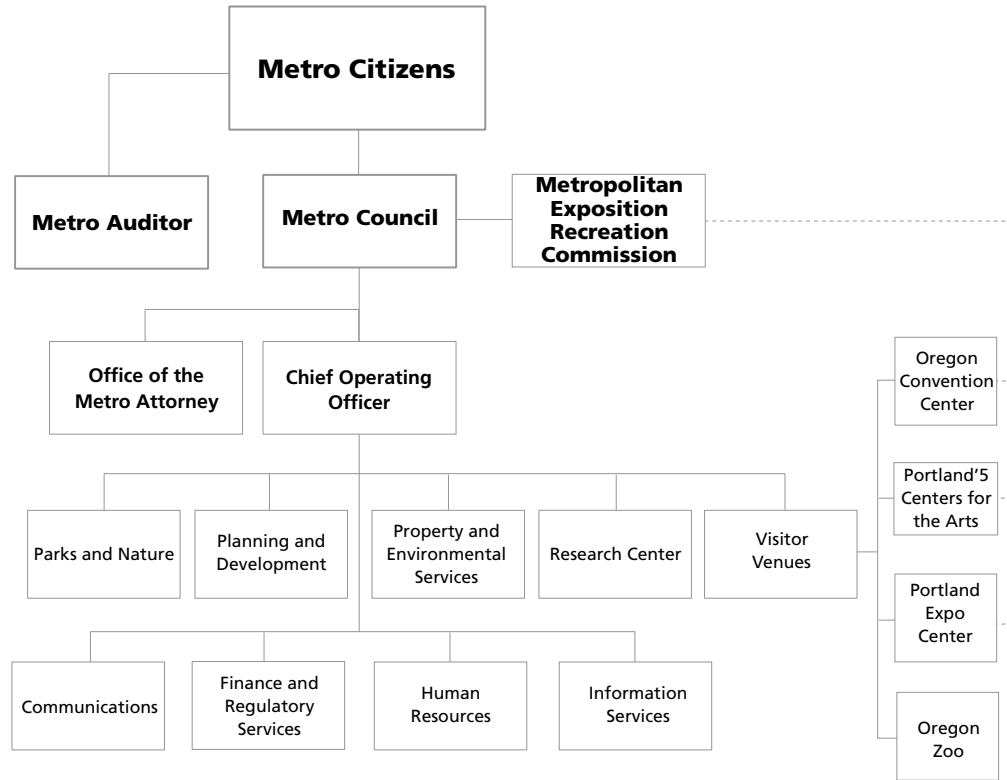 Metro Citizens
Metro Auditor
Metro Council
Metropolitan
Exposition
Recreation
Commission
Office of the
Metro Attorney
Chief Operating
Officer
Oregon
Convention
Center
Portland'5
Centers for
the Arts
Portland
Expo
Center
Oregon
Zoo
Parks and Nature
Planning and
Development
Property and
Environmental
Services
Research Center
Visitor
Venues
Communications
Finance and
Regulatory
Services
Human
Resources
Information
Services